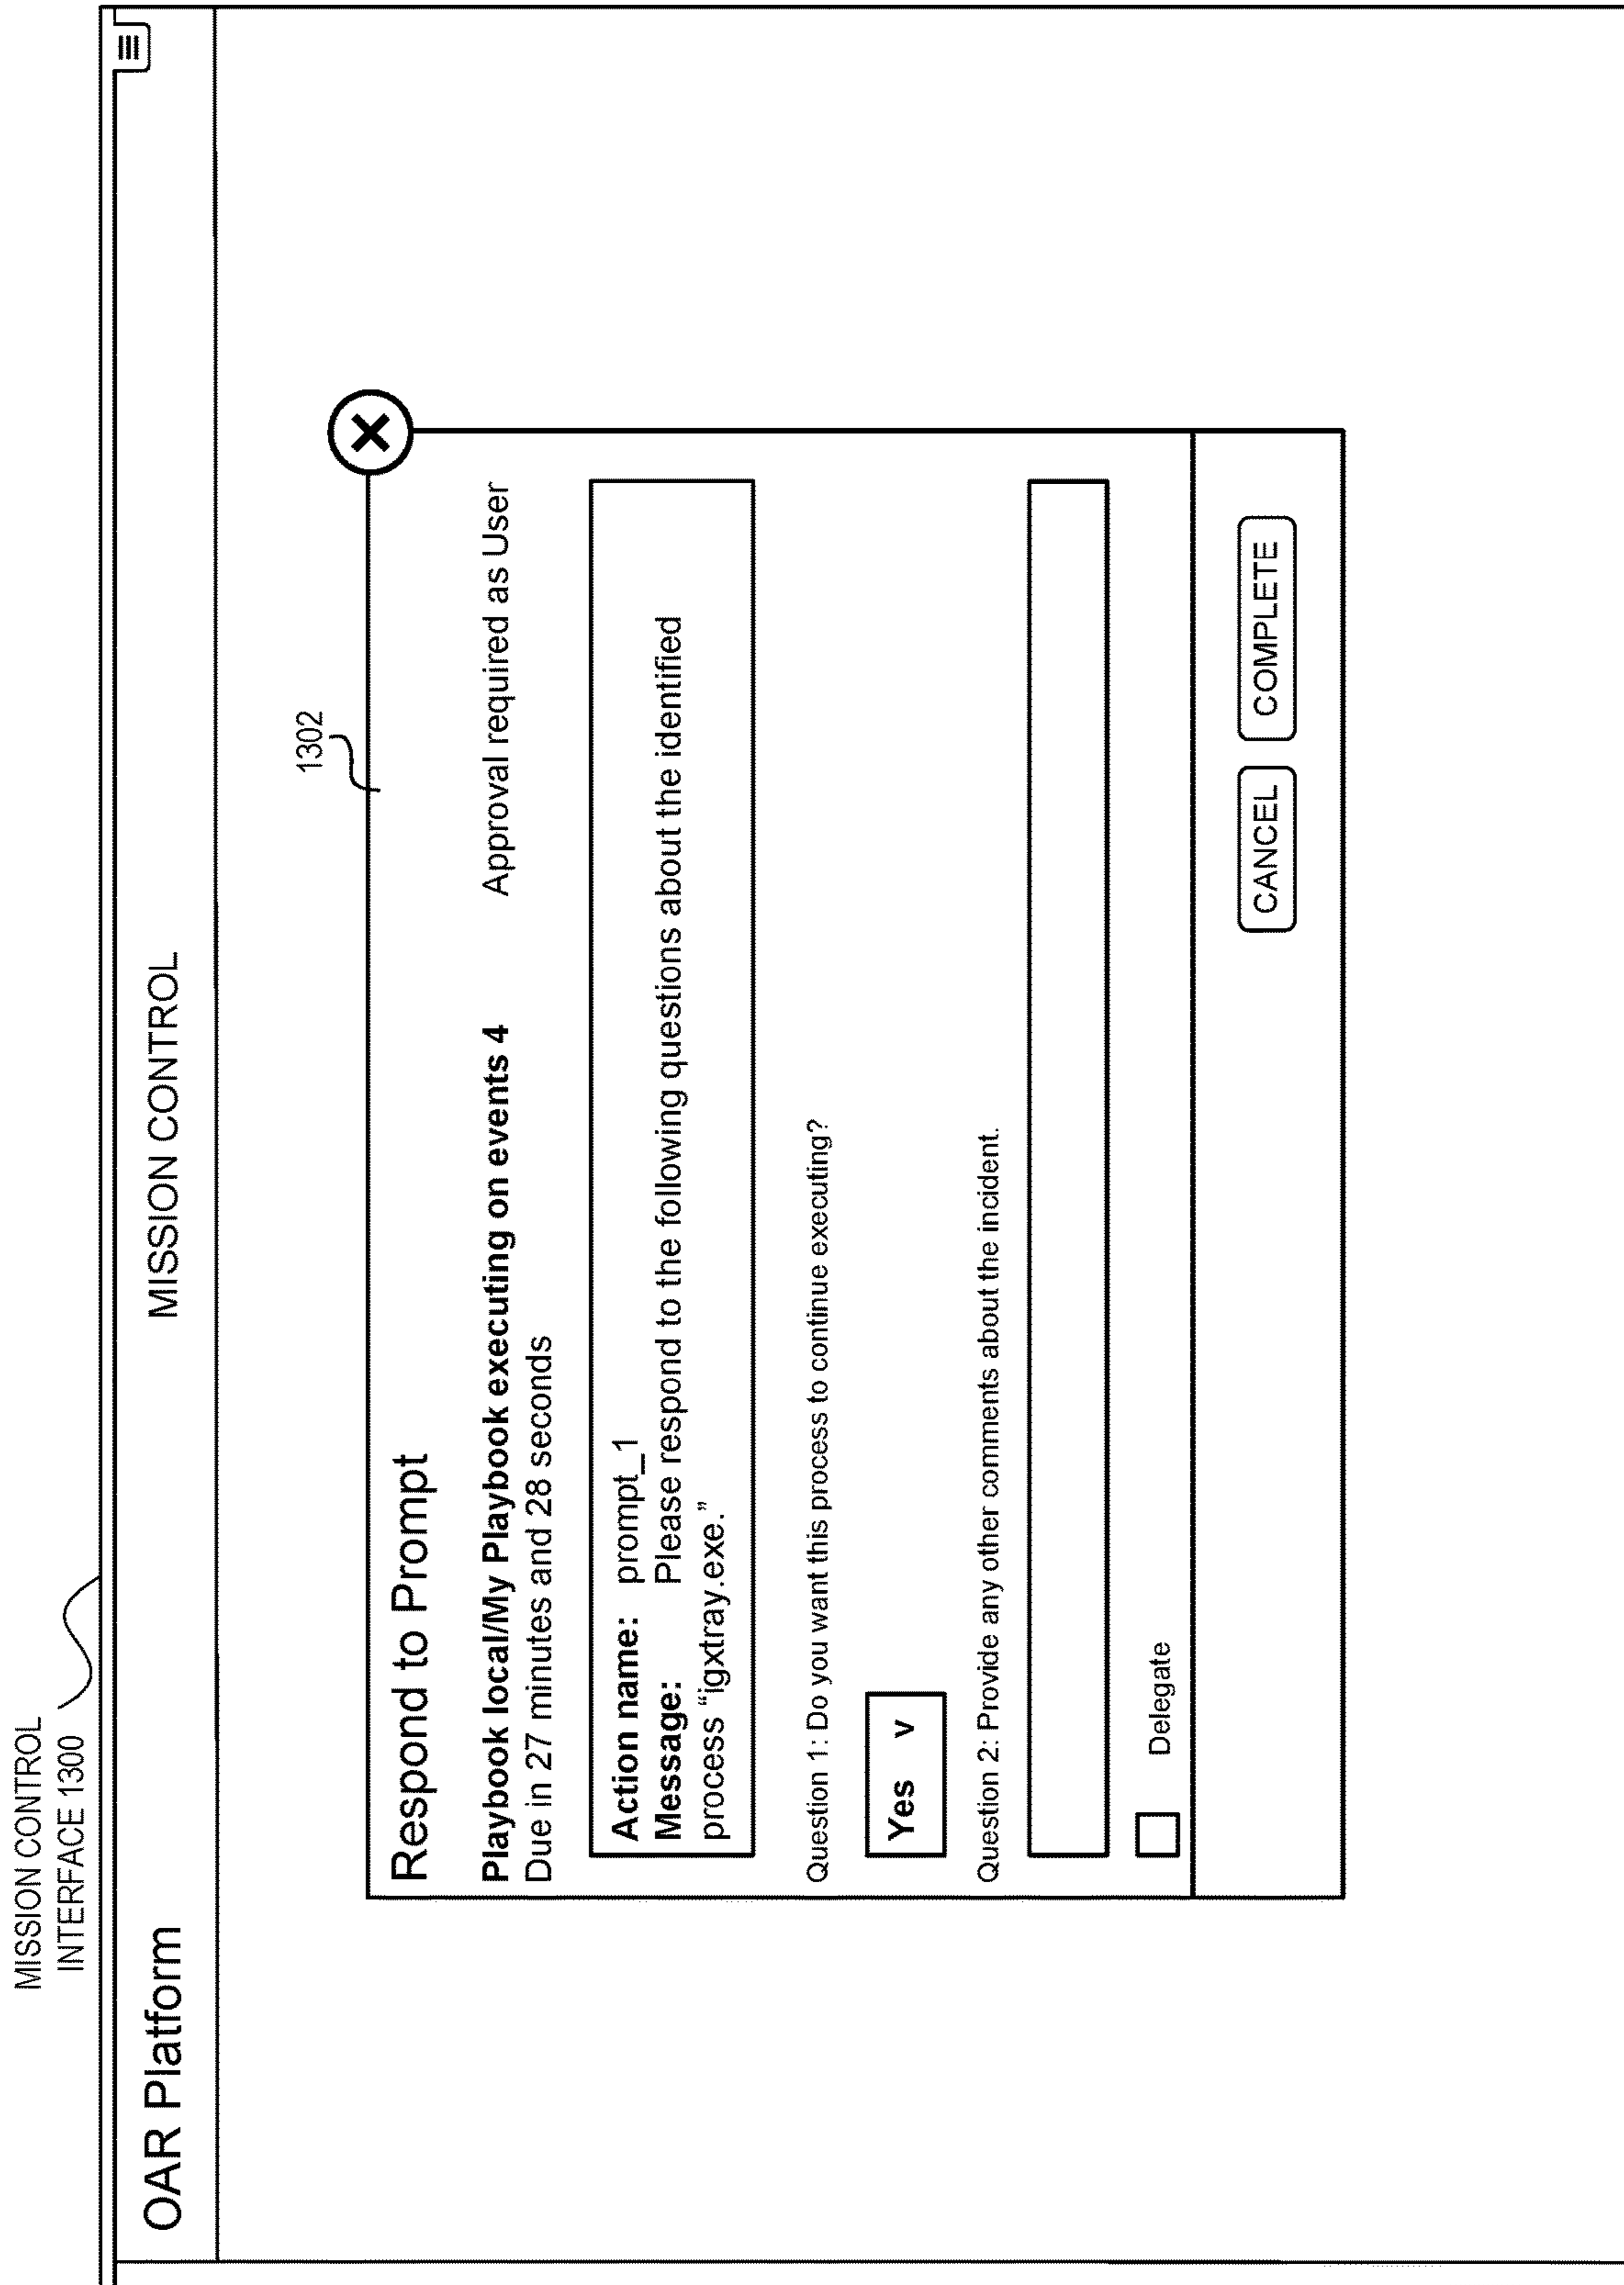 MISSION CONTROL
INTERFACE 1300
OAR Platform
MISSION CONTROL
1302
Respond to Prompt
Playbook local/My Playbook executing on events 4
Approval required as User
Due in 27 minutes and 28 seconds
Action name: prompt_1
Message: Please respond to the following questions about the identified
process “igxtray.exe.”
Question 1: Do you want this process to continue executing?
Yes v
Question 2: Provide any other comments about the incident.
Delegate
CANCEL
COMPLETE